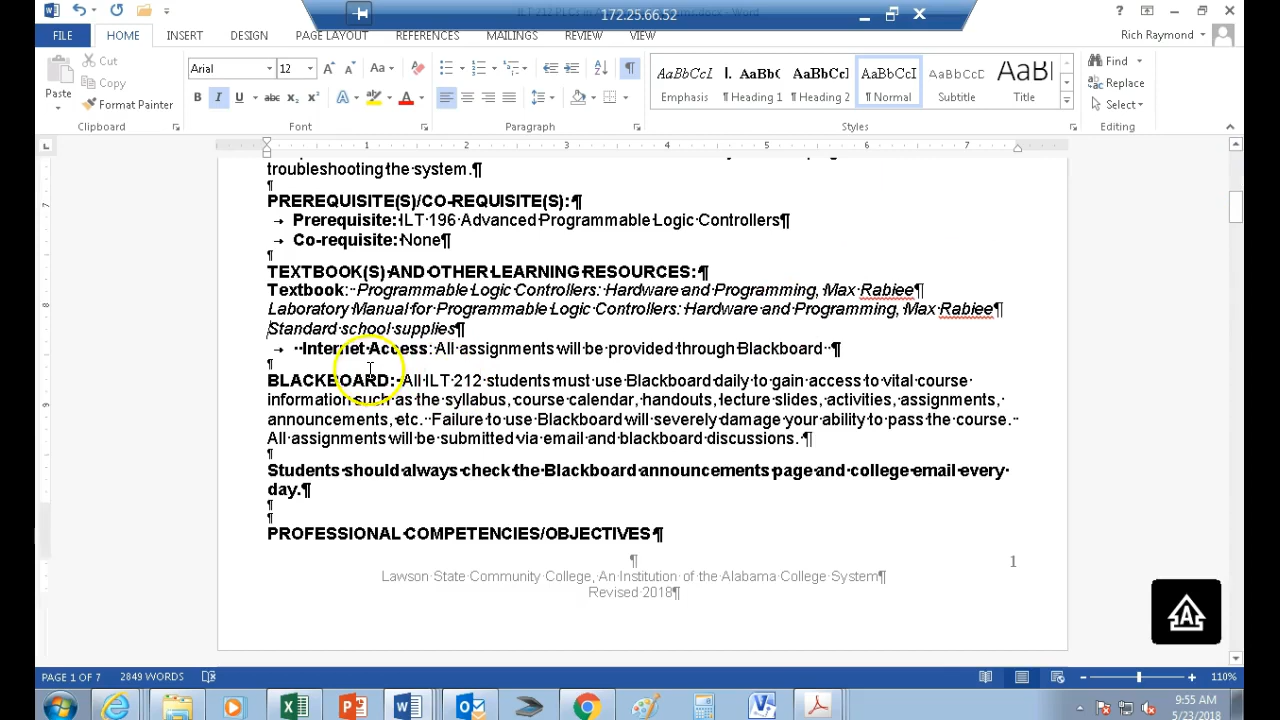 172.25.66.52
Rich Raymond
FILE HOME INSERT DESIGN PAGE LAYOUT REFERENCES MAILINGS REVIEW VIEW
Paste
Cut
Copy
Format Painter
Clipboard
Arial 12
Font
Paragraph
AaBbCcI AaBb( AaBbCcI AaBbCcI AaBbCcI AaBl
Emphasis ¶ Heading 1 ¶ Heading 2 ¶ Normal Subtitle Title
Styles
Find
Replace
Select
Editing
troubleshooting the system.¶
¶
PREREQUISITE(S)/CO-REQUISITE(S):¶
→ Prerequisite: ILT 196 Advanced Programmable Logic Controllers¶
→ Co-requisite: None¶
¶
TEXTBOOK(S) AND OTHER LEARNING RESOURCES:¶
Textbook: Programmable Logic Controllers: Hardware and Programming, Max Rabiee¶
Laboratory Manual for Programmable Logic Controllers: Hardware and Programming, Max Rabiee¶
Standard school supplies¶
→ Internet Access: All assignments will be provided through Blackboard ¶
¶
BLACKBOARD: All ILT 212 students must use Blackboard daily to gain access to vital course
information such as the syllabus, course calendar, handouts, lecture slides, activities, assignments,
announcements, etc. Failure to use Blackboard will severely damage your ability to pass the course.
All assignments will be submitted via email and blackboard discussions. ¶
¶
Students should always check the Blackboard announcements page and college email every
day.¶
¶
¶
PROFESSIONAL COMPETENCIES/OBJECTIVES¶
¶
1
Lawson State Community College, An Institution of the Alabama College System¶
Revised 2018¶
PAGE 1 OF 7 2849 WORDS
110%
9:55 AM
5/23/2018